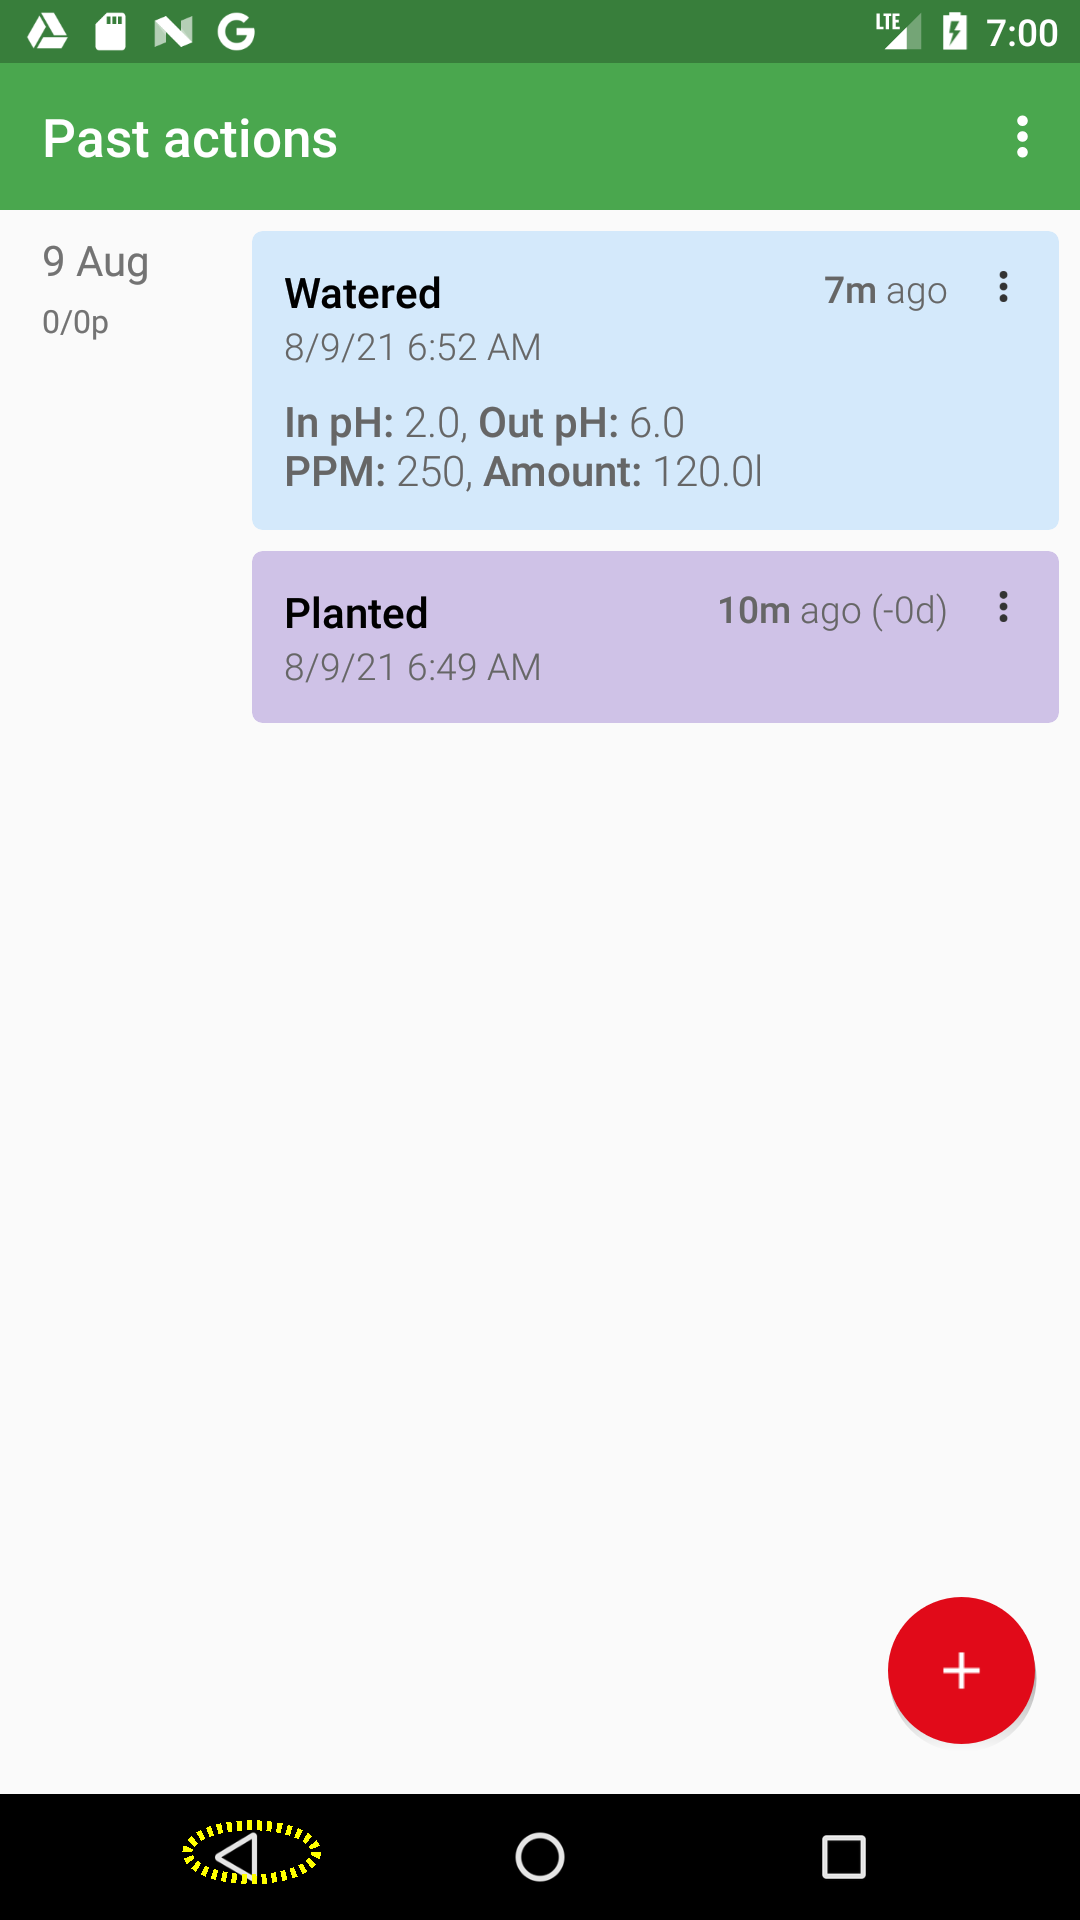 LTE 7:00
Past actions
9 Aug
0/0p
Watered 7m ago
8/9/21 6:52 AM
In pH: 2.0, Out pH: 6.0
PPM: 250, Amount: 120.0l
Planted 10m ago (-0d)
8/9/21 6:49 AM